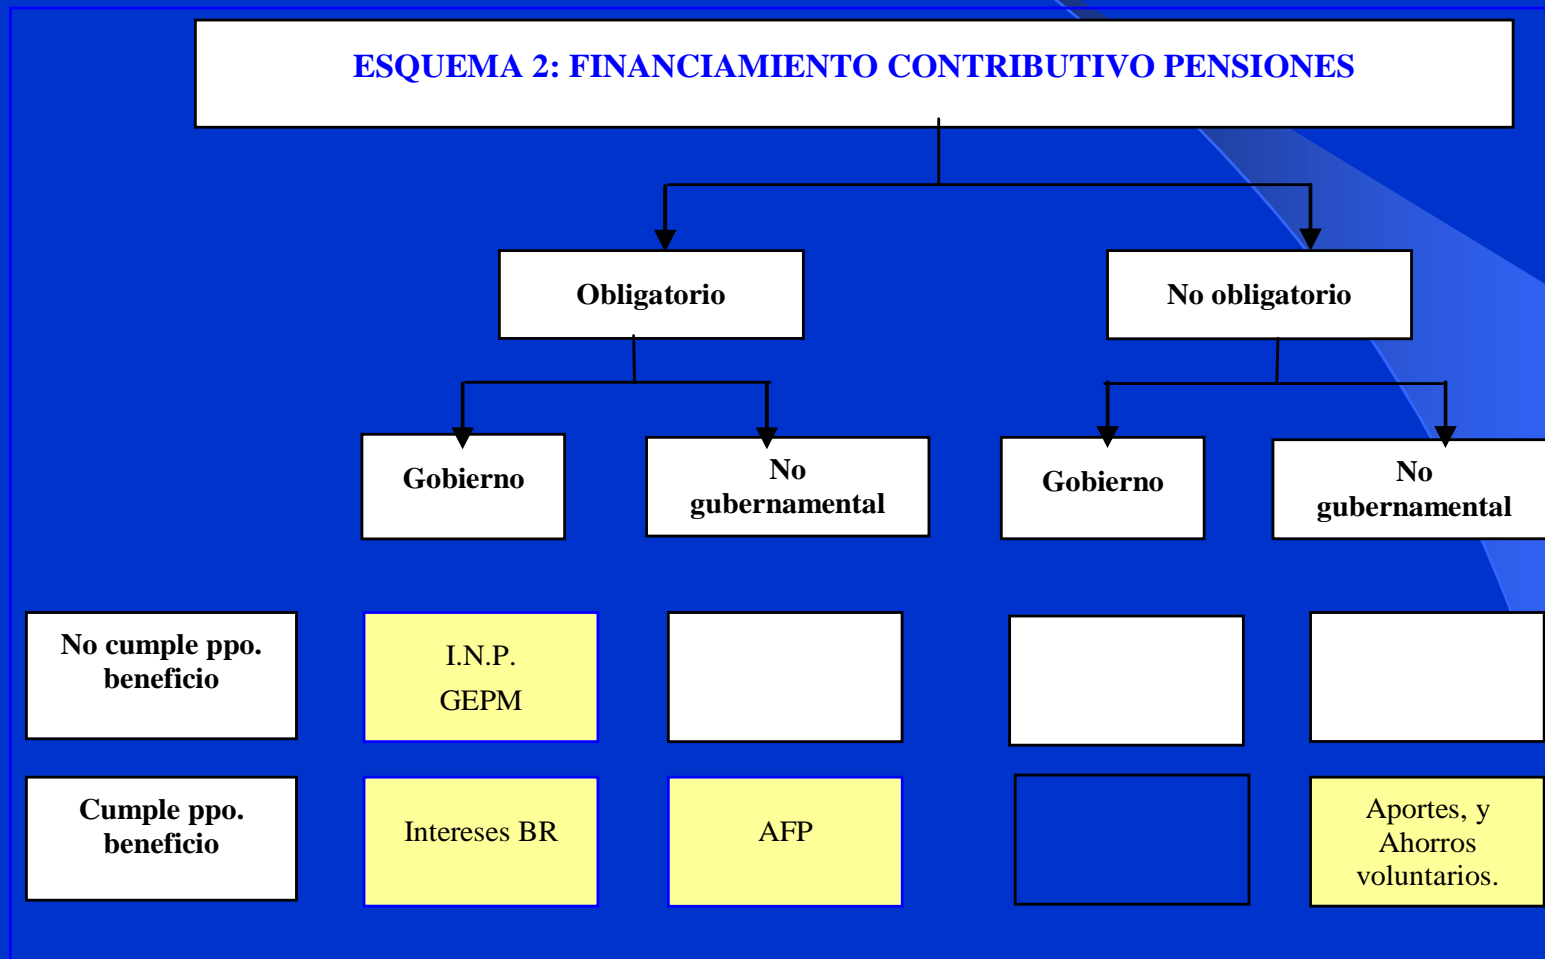 ESQUEMA 2: FINANCIAMIENTO CONTRIBUTIVO PENSIONES
Obligatorio
No obligatorio
Gobierno
No
gubernamental
Gobierno
No
gubernamental
No cumple ppo.
beneficio
I.N.P.
GEPM
Cumple ppo.
beneficio
Intereses BR
AFP
Aportes, y
Ahorros
voluntarios.